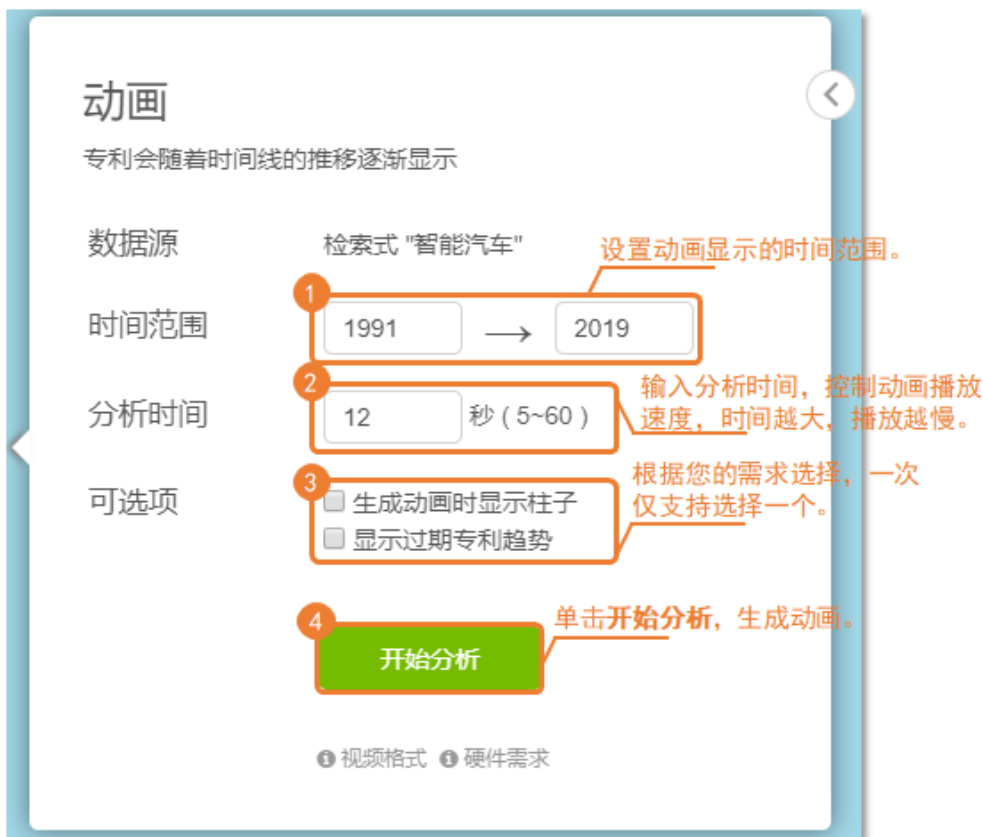 动画
专利会随着时间线的推移逐渐显示
数据源
检索式 "智能汽车"
设置动画显示的时间范围。
1
时间范围
1991 → 2019
2
分析时间
12 秒 ( 5~60 )
输入分析时间，控制动画播放
速度，时间越大，播放越慢。
3
可选项
生成动画时显示柱子
显示过期专利趋势
根据您的需求选择，一次
仅支持选择一个。
4
单击开始分析，生成动画。
开始分析
视频格式 硬件需求